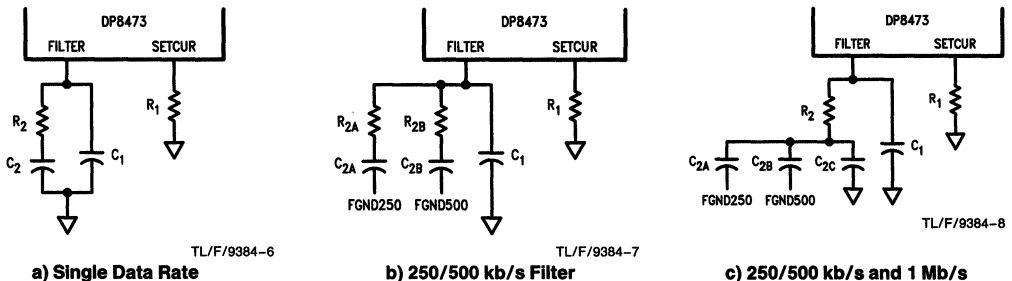 DP8473
FILTER SETCUR
R2
R1
C2
C1
TL/F/9384–6
a) Single Data Rate
DP8473
FILTER SETCUR
R2A
R2B
R1
C2A
C2B
C1
FGND250 FGND500
TL/F/9384–7
b) 250/500 kb/s Filter
DP8473
FILTER SETCUR
R2
R1
C2A
C2B
C2C
C1
FGND250 FGND500
TL/F/9384–8
c) 250/500 kb/s and 1 Mb/s